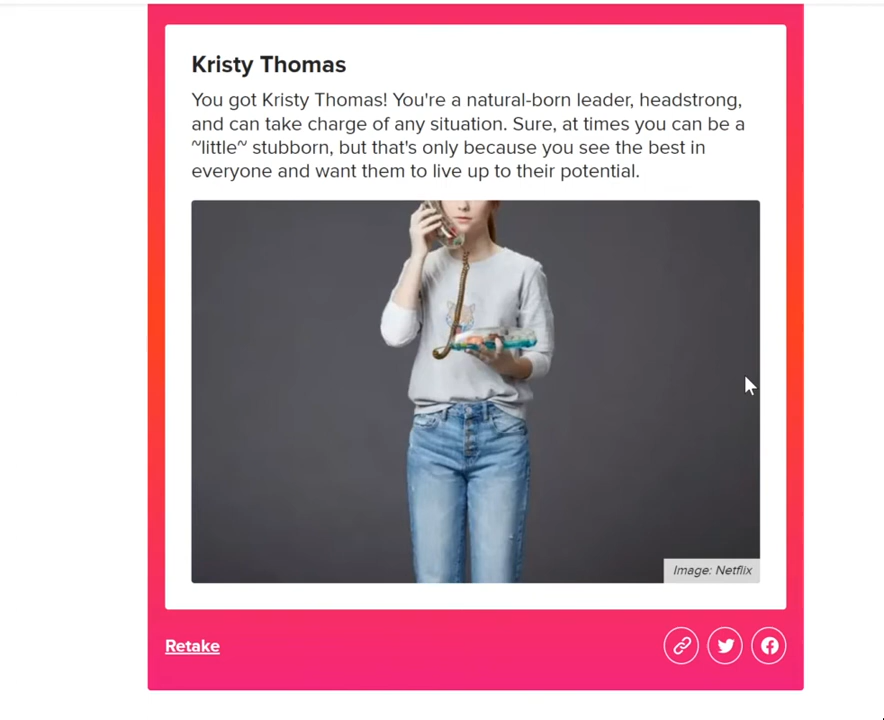 Kristy Thomas
You got Kristy Thomas! You're a natural-born leader, headstrong,
and can take charge of any situation. Sure, at times you can be a
~little~ stubborn, but that's only because you see the best in
everyone and want them to live up to their potential.
Image: Netflix
Retake